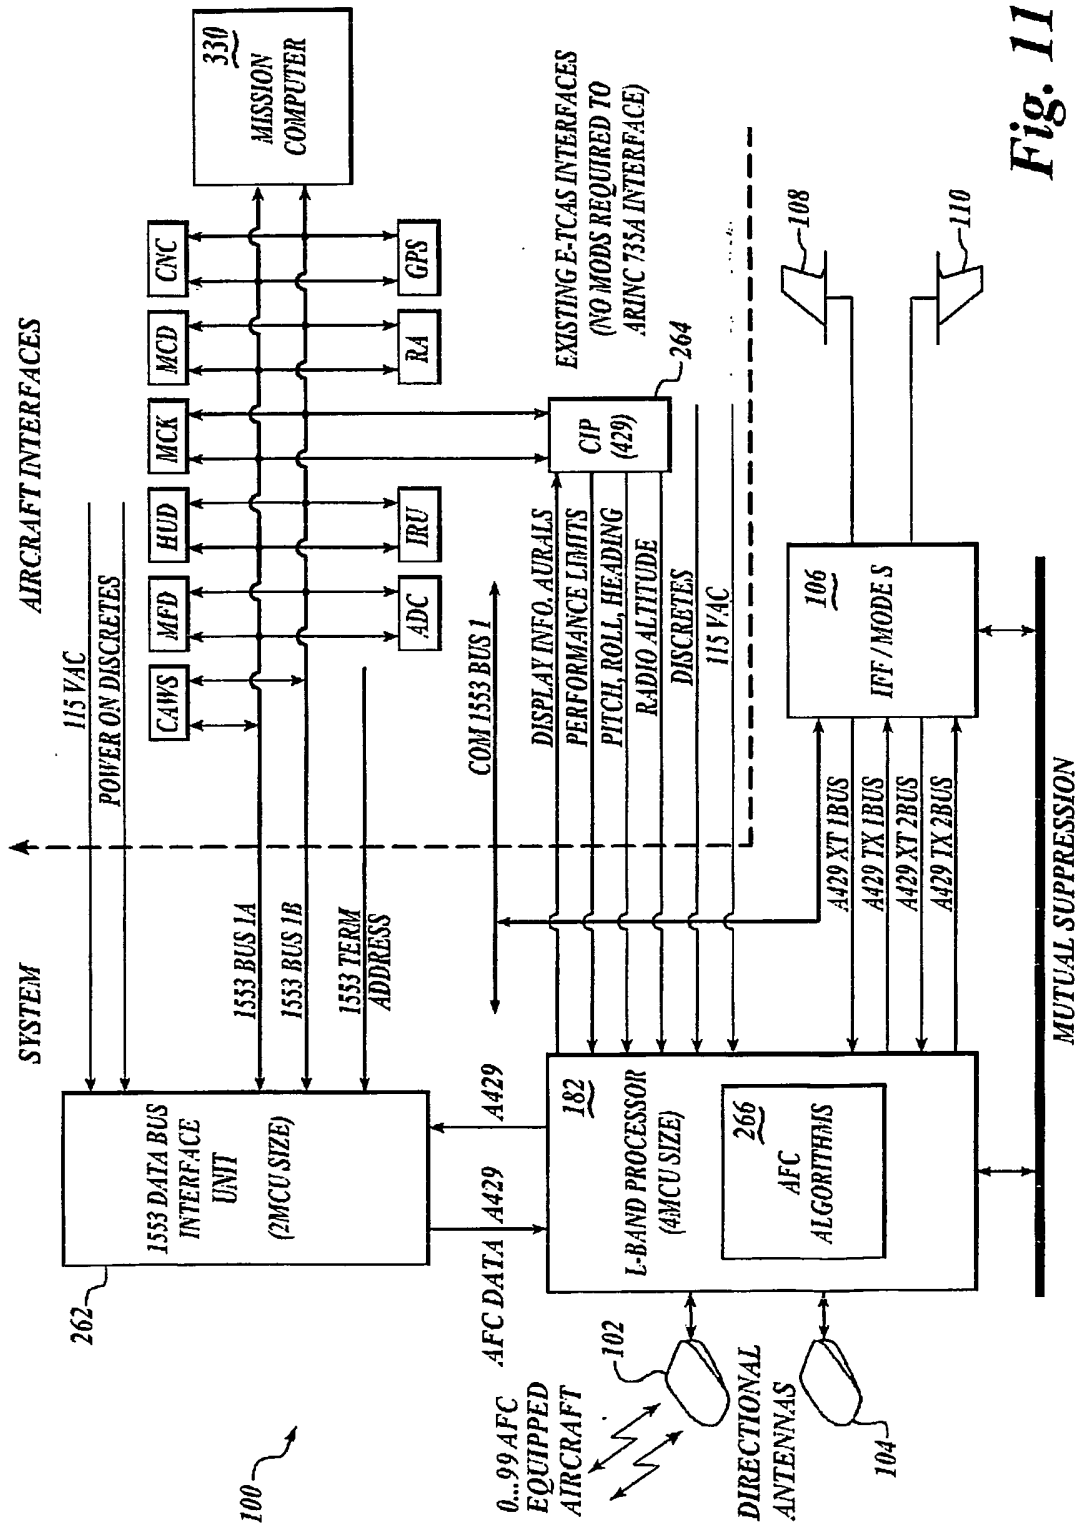 SYSTEM
AIRCRAFT INTERFACES
115 VAC
POWER ON DISCRETES
CAWS
MFD
HUD
MCK
MCD
CNC
330
MISSION
COMPUTER
1553 BUS 1A
1553 BUS 1B
1553 TERM
ADDRESS
ADC
IRU
RA
GPS
100
262
1553 DATA BUS
INTERFACE
UNIT
(2MCU SIZE)
AFC DATA A429
A429
COM 1553 BUS 1
EXISTING E-TCAS INTERFACES
(NO MODS REQUIRED TO
ARINC 735A INTERFACE)
DISPLAY INFO. AURALS
PERFORMANCE LIMITS
PITCH, ROLL, HEADING
RADIO ALTITUDE
DISCRETES
115 VAC
CIP
(429)
264
0...99 AFC
EQUIPPED
AIRCRAFT
102
DIRECTIONAL
ANTENNAS
104
182
L-BAND PROCESSOR
(4MCU SIZE)
266
AFC
ALGORITHMS
A429 XT 1BUS
A429 TX 1BUS
A429 XT 2BUS
A429 TX 2BUS
106
IFF / MODE S
108
110
MUTUAL SUPPRESSION
Fig. 11